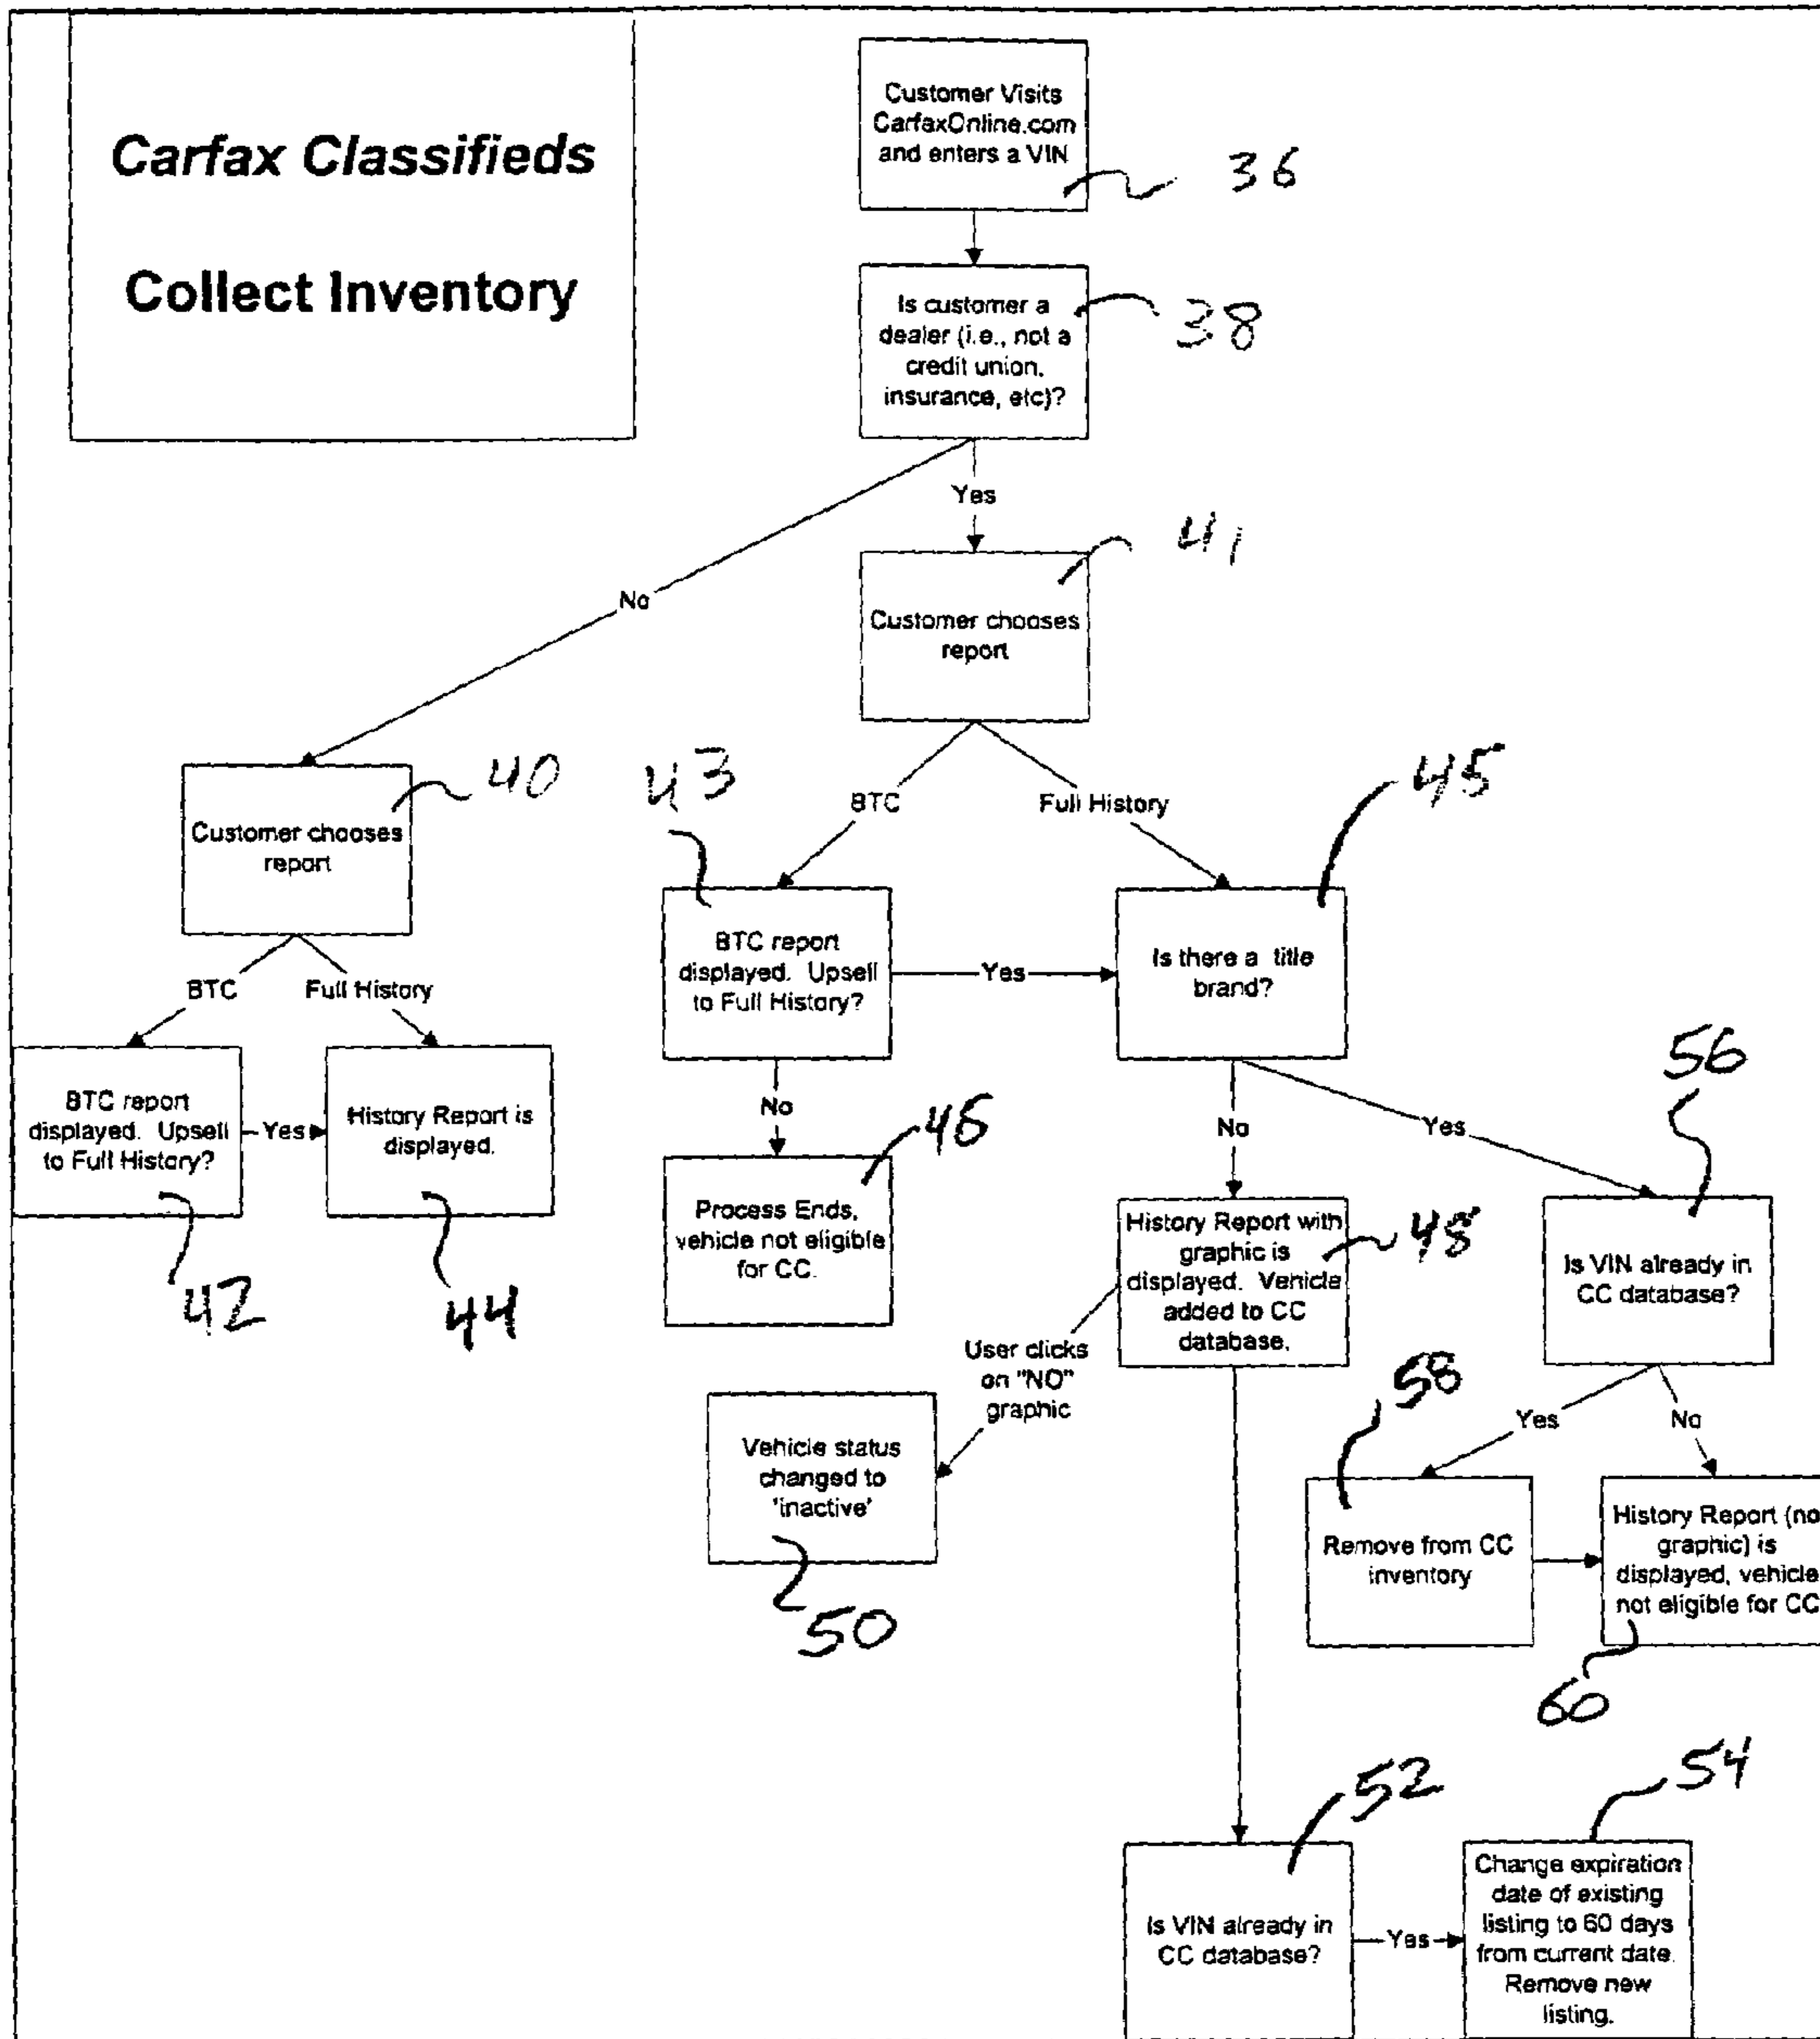 Carfax Classifieds
Collect Inventory
Customer Visits
CarfaxOnline.com
and enters a VIN
36
Is customer a
dealer (i.e., not a
credit union,
insurance, etc)?
38
Yes
No
41
Customer chooses
report
40
Customer chooses
report
BTC
Full History
43
BTC
Full History
45
BTC report
displayed. Upsell
to Full History?
Yes
Is there a title
brand?
BTC report
displayed. Upsell
to Full History?
Yes
History Report is
displayed.
42
44
No
46
Process Ends,
vehicle not eligible
for CC.
No
Yes
56
History Report with
graphic is
displayed. Vehicle
added to CC
database.
48
Is VIN already in
CC database?
User clicks
on "NO"
graphic
Vehicle status
changed to
'inactive'
50
58
Yes
No
Remove from CC
inventory
History Report (no
graphic) is
displayed, vehicle
not eligible for CC
60
52
54
Is VIN already in
CC database?
Yes
Change expiration
date of existing
listing to 60 days
from current date.
Remove new
listing.